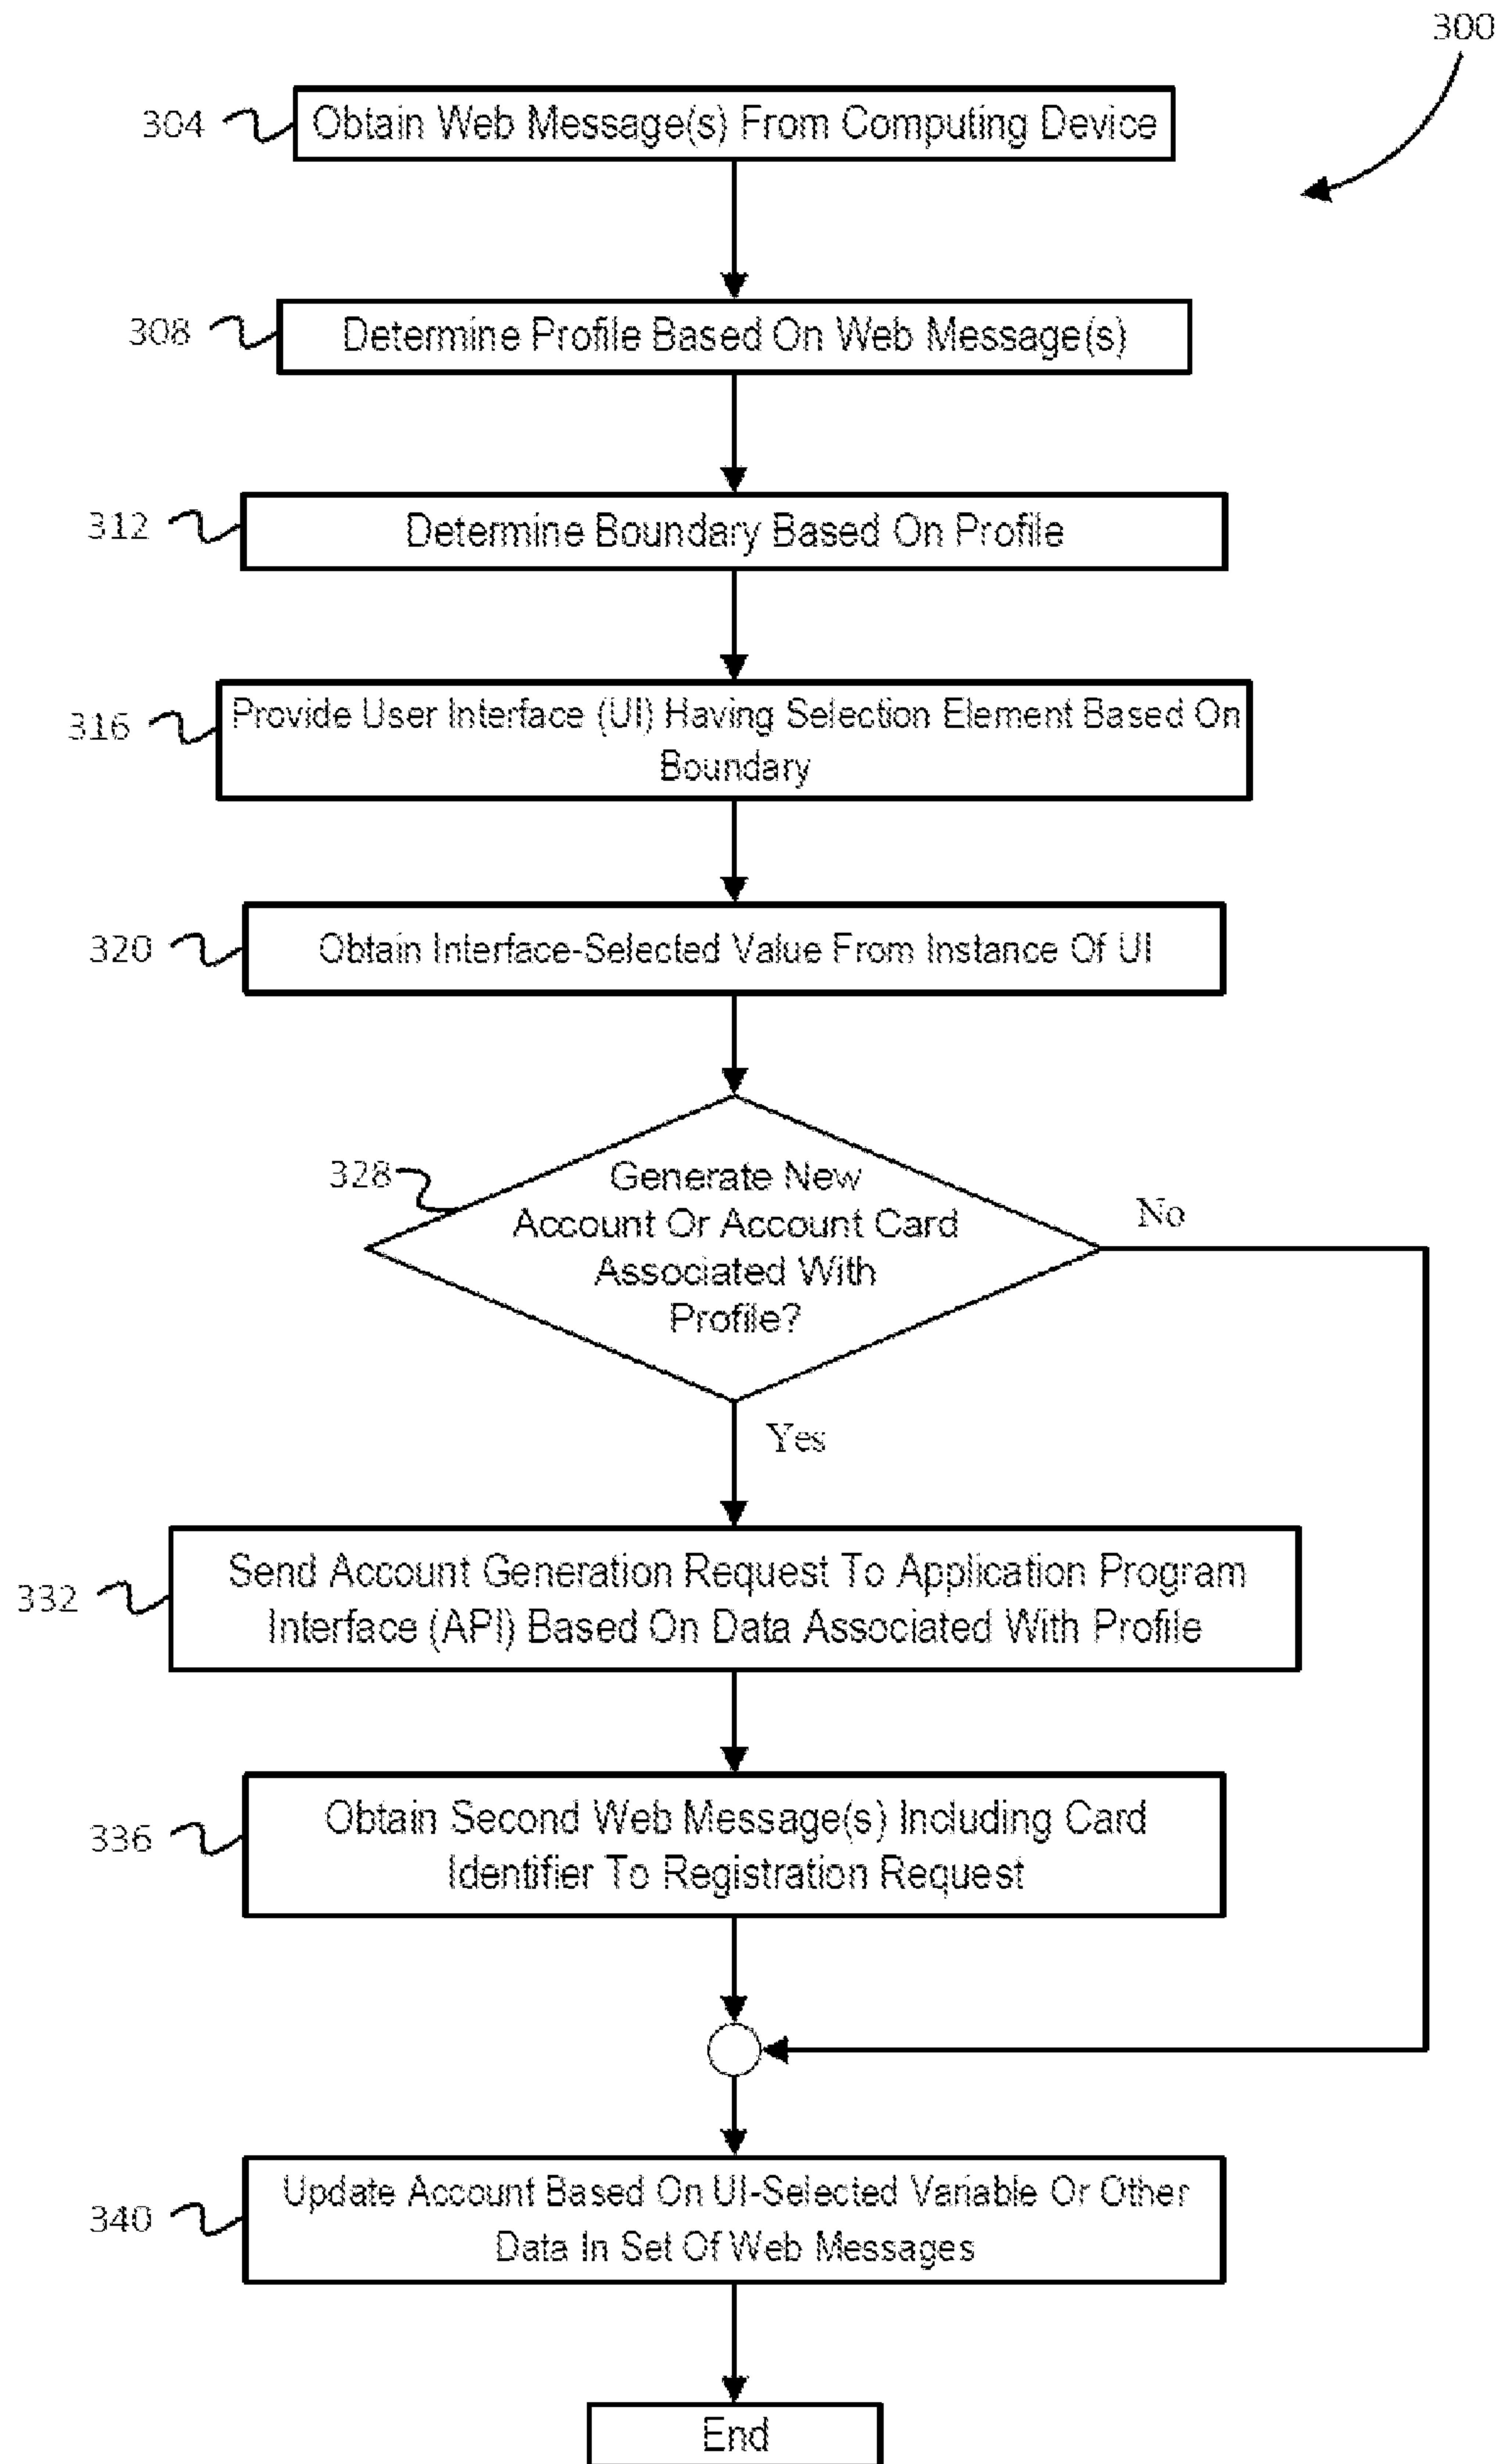 300
304
Obtain Web Message(s) From Computing Device
308
Determine Profile Based On Web Message(s)
312
Determine Boundary Based On Profile
316
Provide User Interface (UI) Having Selection Element Based On
Boundary
320
Obtain Interface-Selected Value From Instance Of UI
328
Generate New
Account Or Account Card
Associated With
Profile?
No
Yes
332
Send Account Generation Request To Application Program
Interface (API) Based On Data Associated With Profile
336
Obtain Second Web Message(s) Including Card
Identifier To Registration Request
340
Update Account Based On UI-Selected Variable Or Other
Data In Set Of Web Messages
End